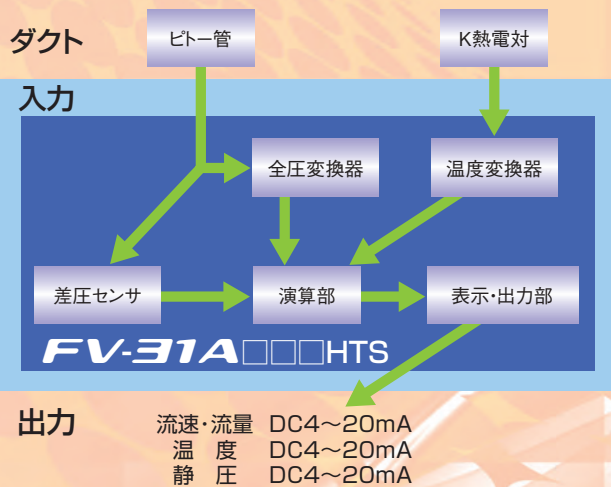 ダクト
ピトー管
K熱電対
入力
全圧変換器
温度変換器
差圧センサ
演算部
表示・出力部
FV-31A□□□HTS
出力
流速・流量 DC4~20mA
温 度 DC4~20mA
静 圧 DC4~20mA